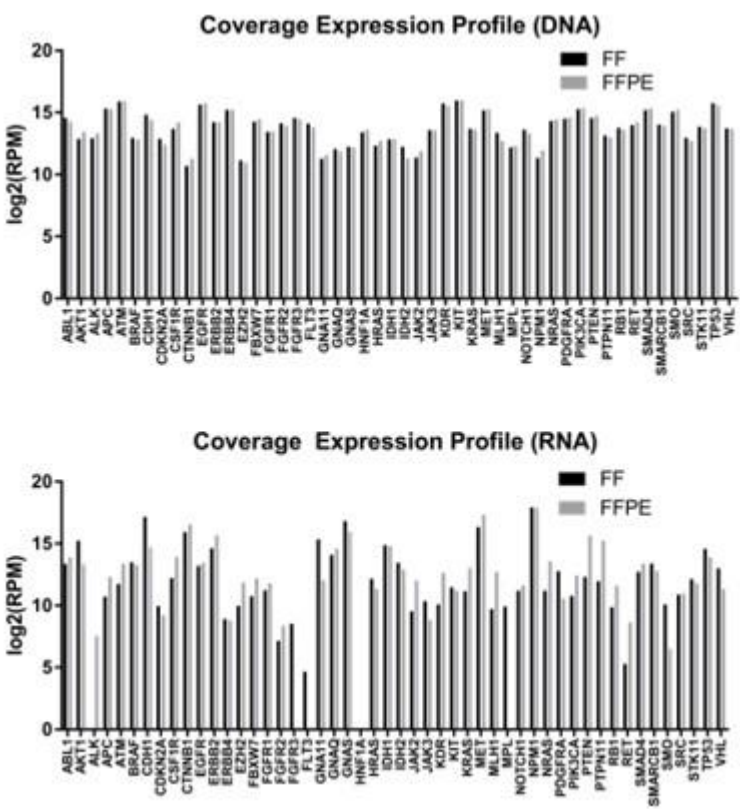 Coverage Expression Profile (DNA)
FF
FFPE
log2(RPM)
20
15
10
5
0
ABL1
AKT1
ALK
APC
ATM
BRAF
CDH1
CDKN2A
CSF1R
CTNNB1
EGFR
ERBB2
ERBB4
EZH2
FBXW7
FGFR1
FGFR2
FGFR3
FLT3
GNA11
GNAQ
GNAS
HNF1A
HRAS
IDH1
IDH2
JAK2
JAK3
KDR
KIT
KRAS
MET
MLH1
MPL
NOTCH1
NPM1
NRAS
PDGFRA
PIK3CA
PTEN
PTPN11
RB1
RET
SMAD4
SMARCB1
SMO
SRC
STK11
TP53
VHL
Coverage Expression Profile (RNA)
FF
FFPE
log2(RPM)
20
15
10
5
0
ABL1
AKT1
ALK
APC
ATM
BRAF
CDH1
CDKN2A
CSF1R
CTNNB1
EGFR
ERBB2
ERBB4
EZH2
FBXW7
FGFR1
FGFR2
FGFR3
FLT3
GNA11
GNAQ
GNAS
HNF1A
HRAS
IDH1
IDH2
JAK2
JAK3
KDR
KIT
KRAS
MET
MLH1
MPL
NOTCH1
NPM1
NRAS
PDGFRA
PIK3CA
PTEN
PTPN11
RB1
RET
SMAD4
SMARCB1
SMO
SRC
STK11
TP53
VHL